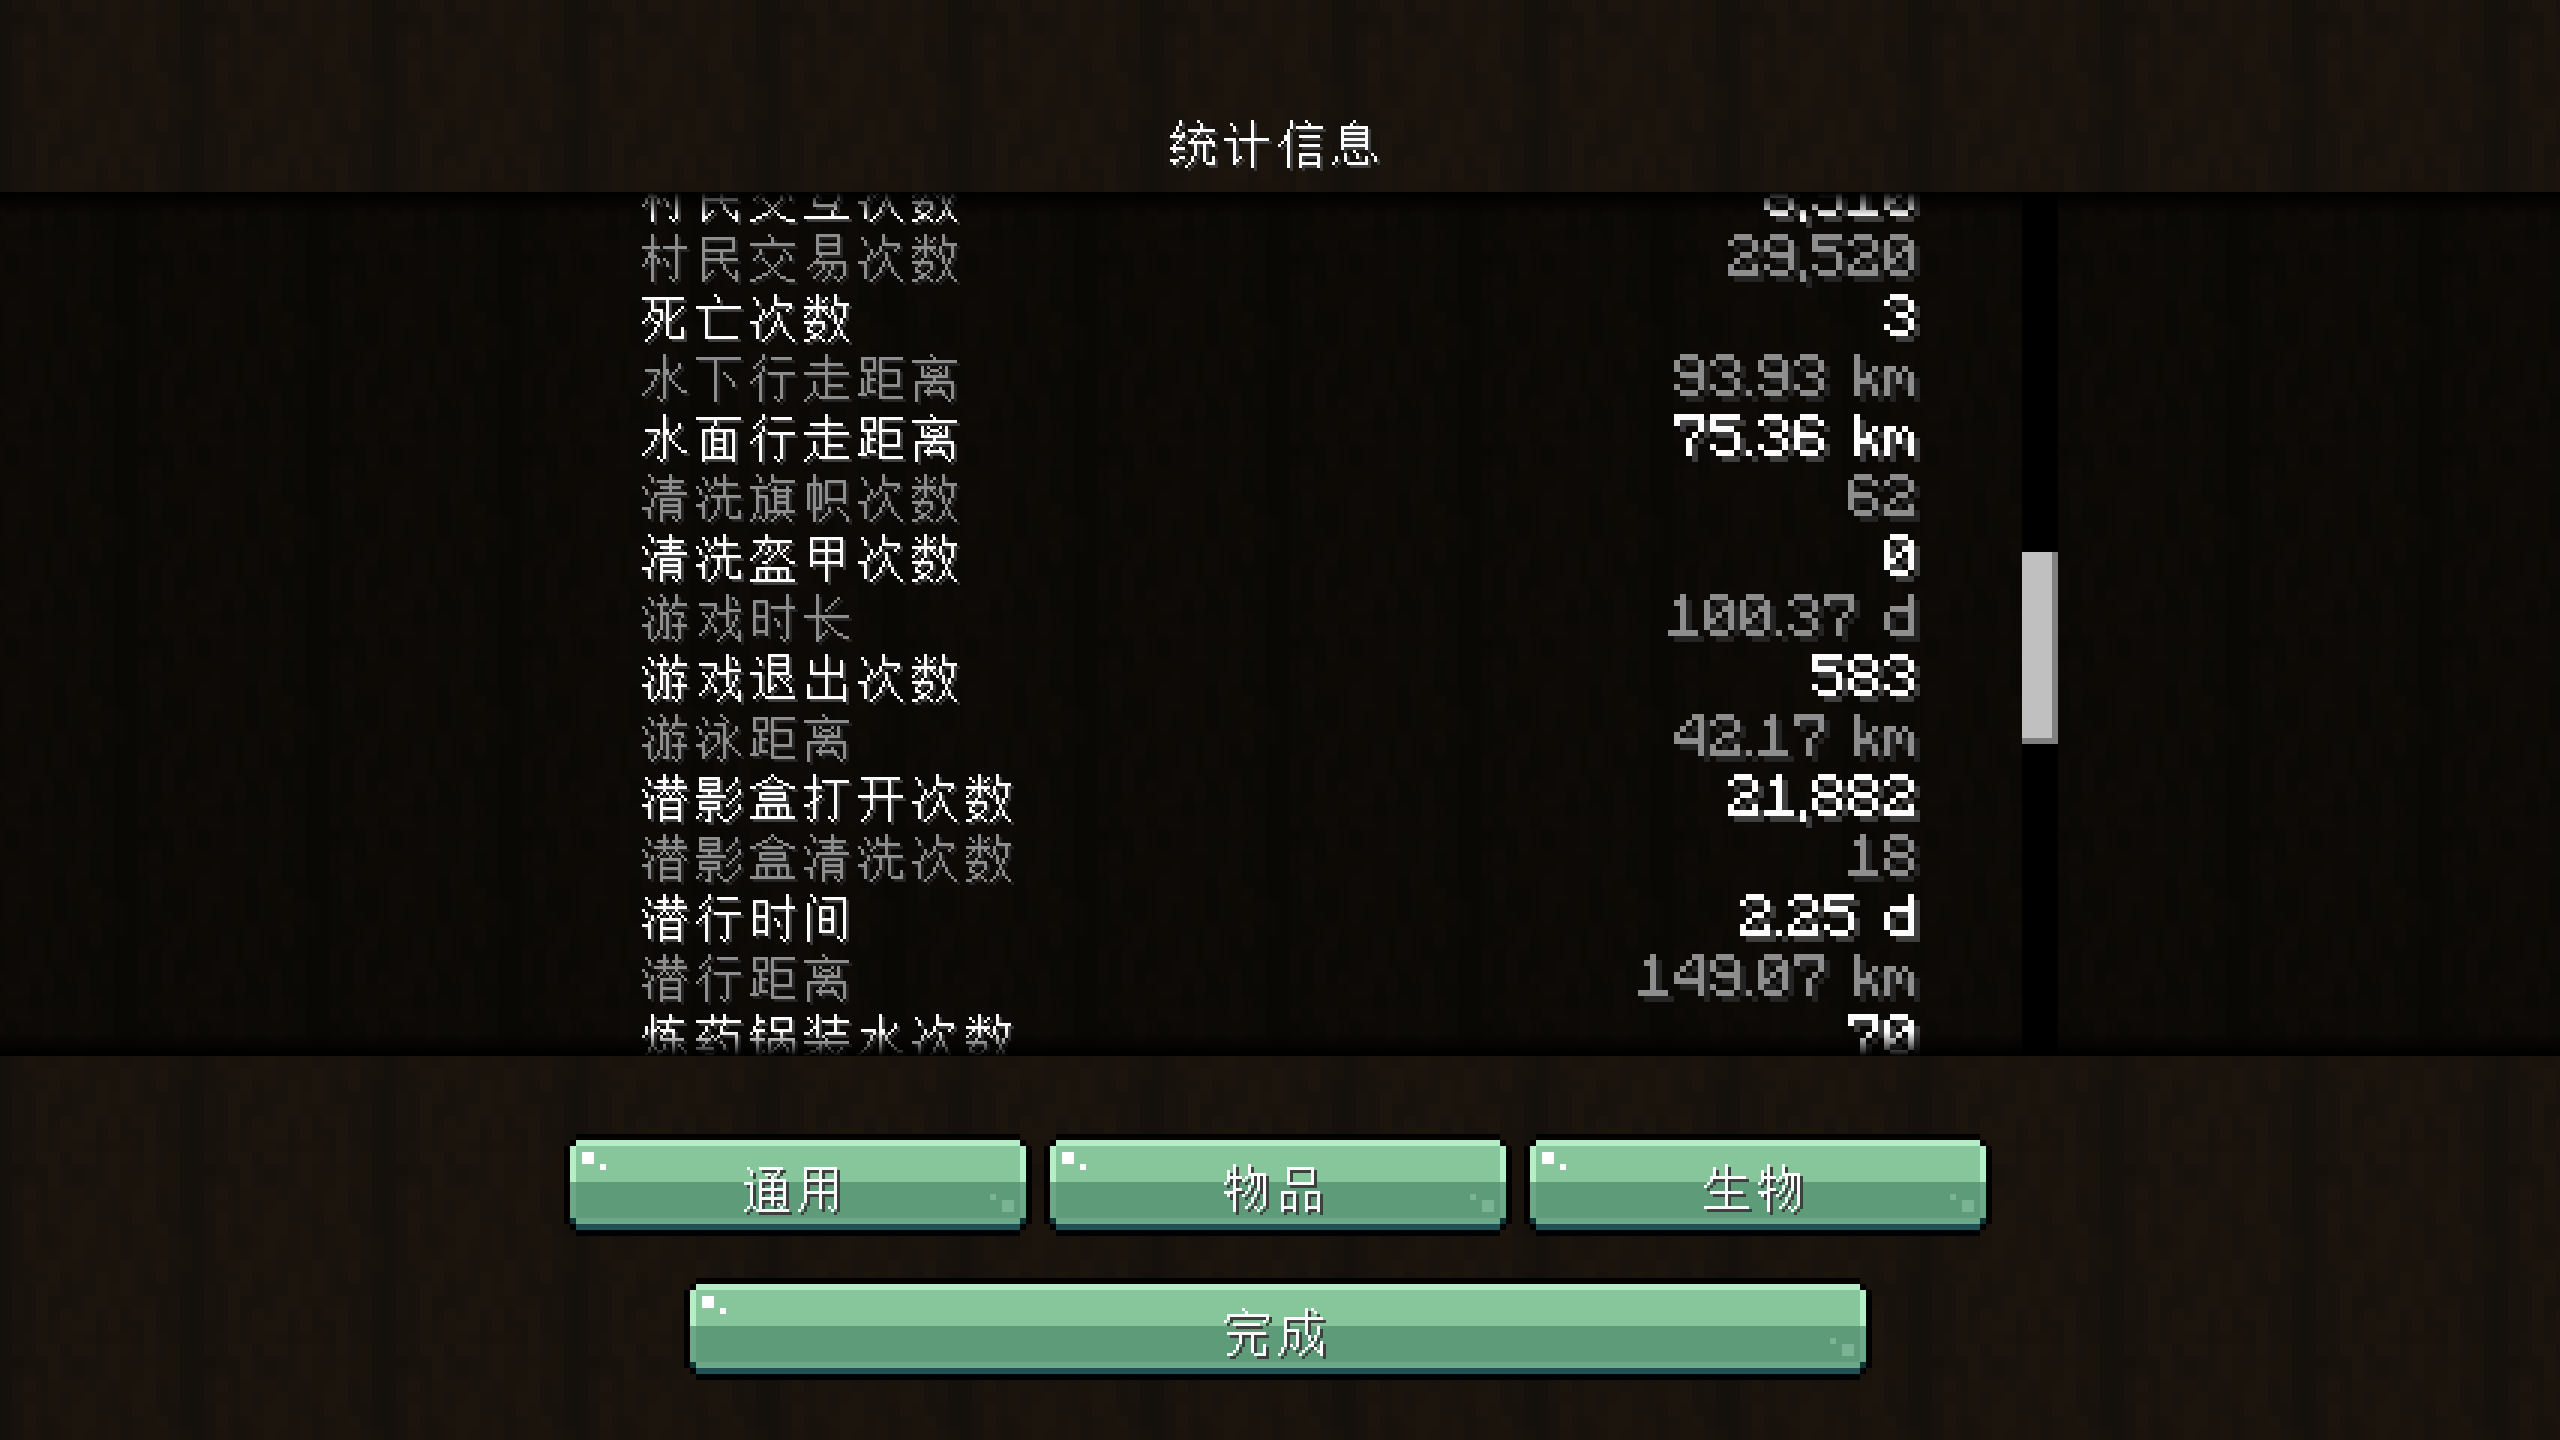 统计信息
村民交互次数
村民交易次数 29,520
死亡次数 3
水下行走距离 93.93 km
水面行走距离 75.36 km
清洗旗帜次数 62
清洗盔甲次数 0
游戏时长 100.37 d
游戏退出次数 583
游泳距离 42.17 km
潜影盒打开次数 21,882
潜影盒清洗次数 18
潜行时间 2.25 d
潜行距离 149.07 km
炼药锅装水次数 70
通用 物品 生物
完成